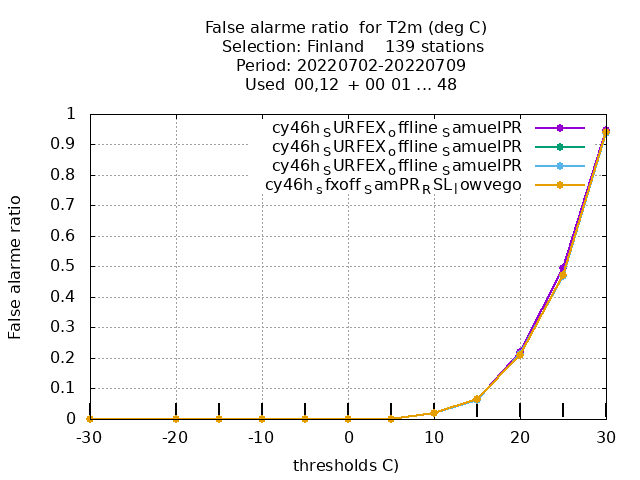 False alarme ratio  for T2m (deg C)
Selection: Finland    139 stations
Period: 20220702-20220709
Used  00,12  + 00 01 ... 48
cy46h_SURFEX_offline_SamuelPR
cy46h_SURFEX_offline_SamuelPR
cy46h_SURFEX_offline_SamuelPR
cy46h_sfxoff_SamPR_RSL_lowvego
1
0.9
0.8
0.7
0.6
0.5
0.4
0.3
0.2
0.1
0
False alarme ratio
-30 -20 -10 0 10 20 30
thresholds C)